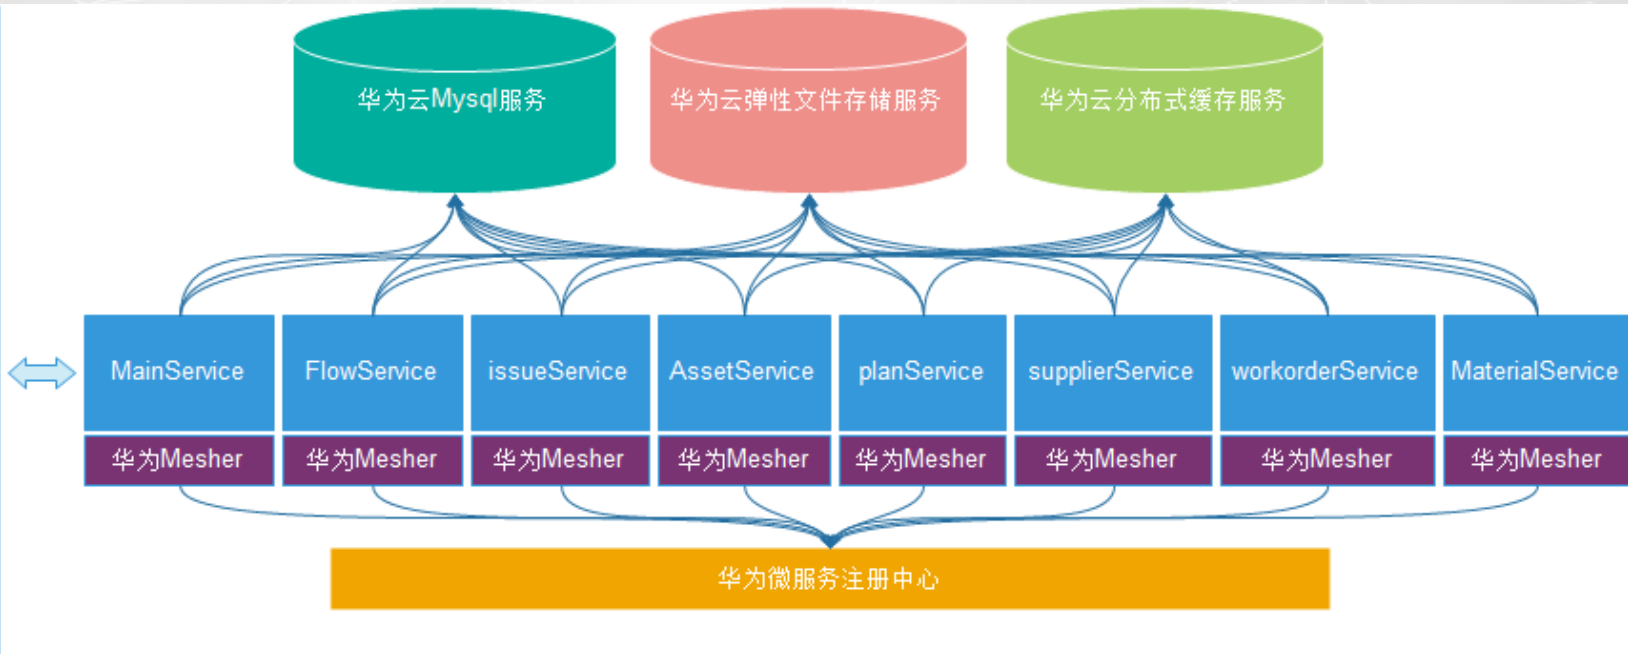 华为云Mysql服务
华为云弹性文件存储服务
华为云分布式缓存服务
MainService
FlowService
issueService
AssetService
planService
supplierService
workorderService
MaterialService
华为Mesher
华为Mesher
华为Mesher
华为Mesher
华为Mesher
华为Mesher
华为Mesher
华为Mesher
华为微服务注册中心